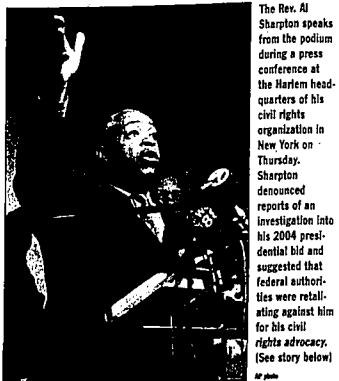 The Rev. Al
Sharpton speaks
from the podium
during a press
conference at
the Harlem head-
quarters of his
civil rights
organization in
New York on
Thursday.
Sharpton
denounced
reports of an
investigation into
his 2004 presi-
dential bid and
suggested that
federal authori-
ties were retali-
ating against him
for his civil
rights advocacy.
(See story below)
AP photo